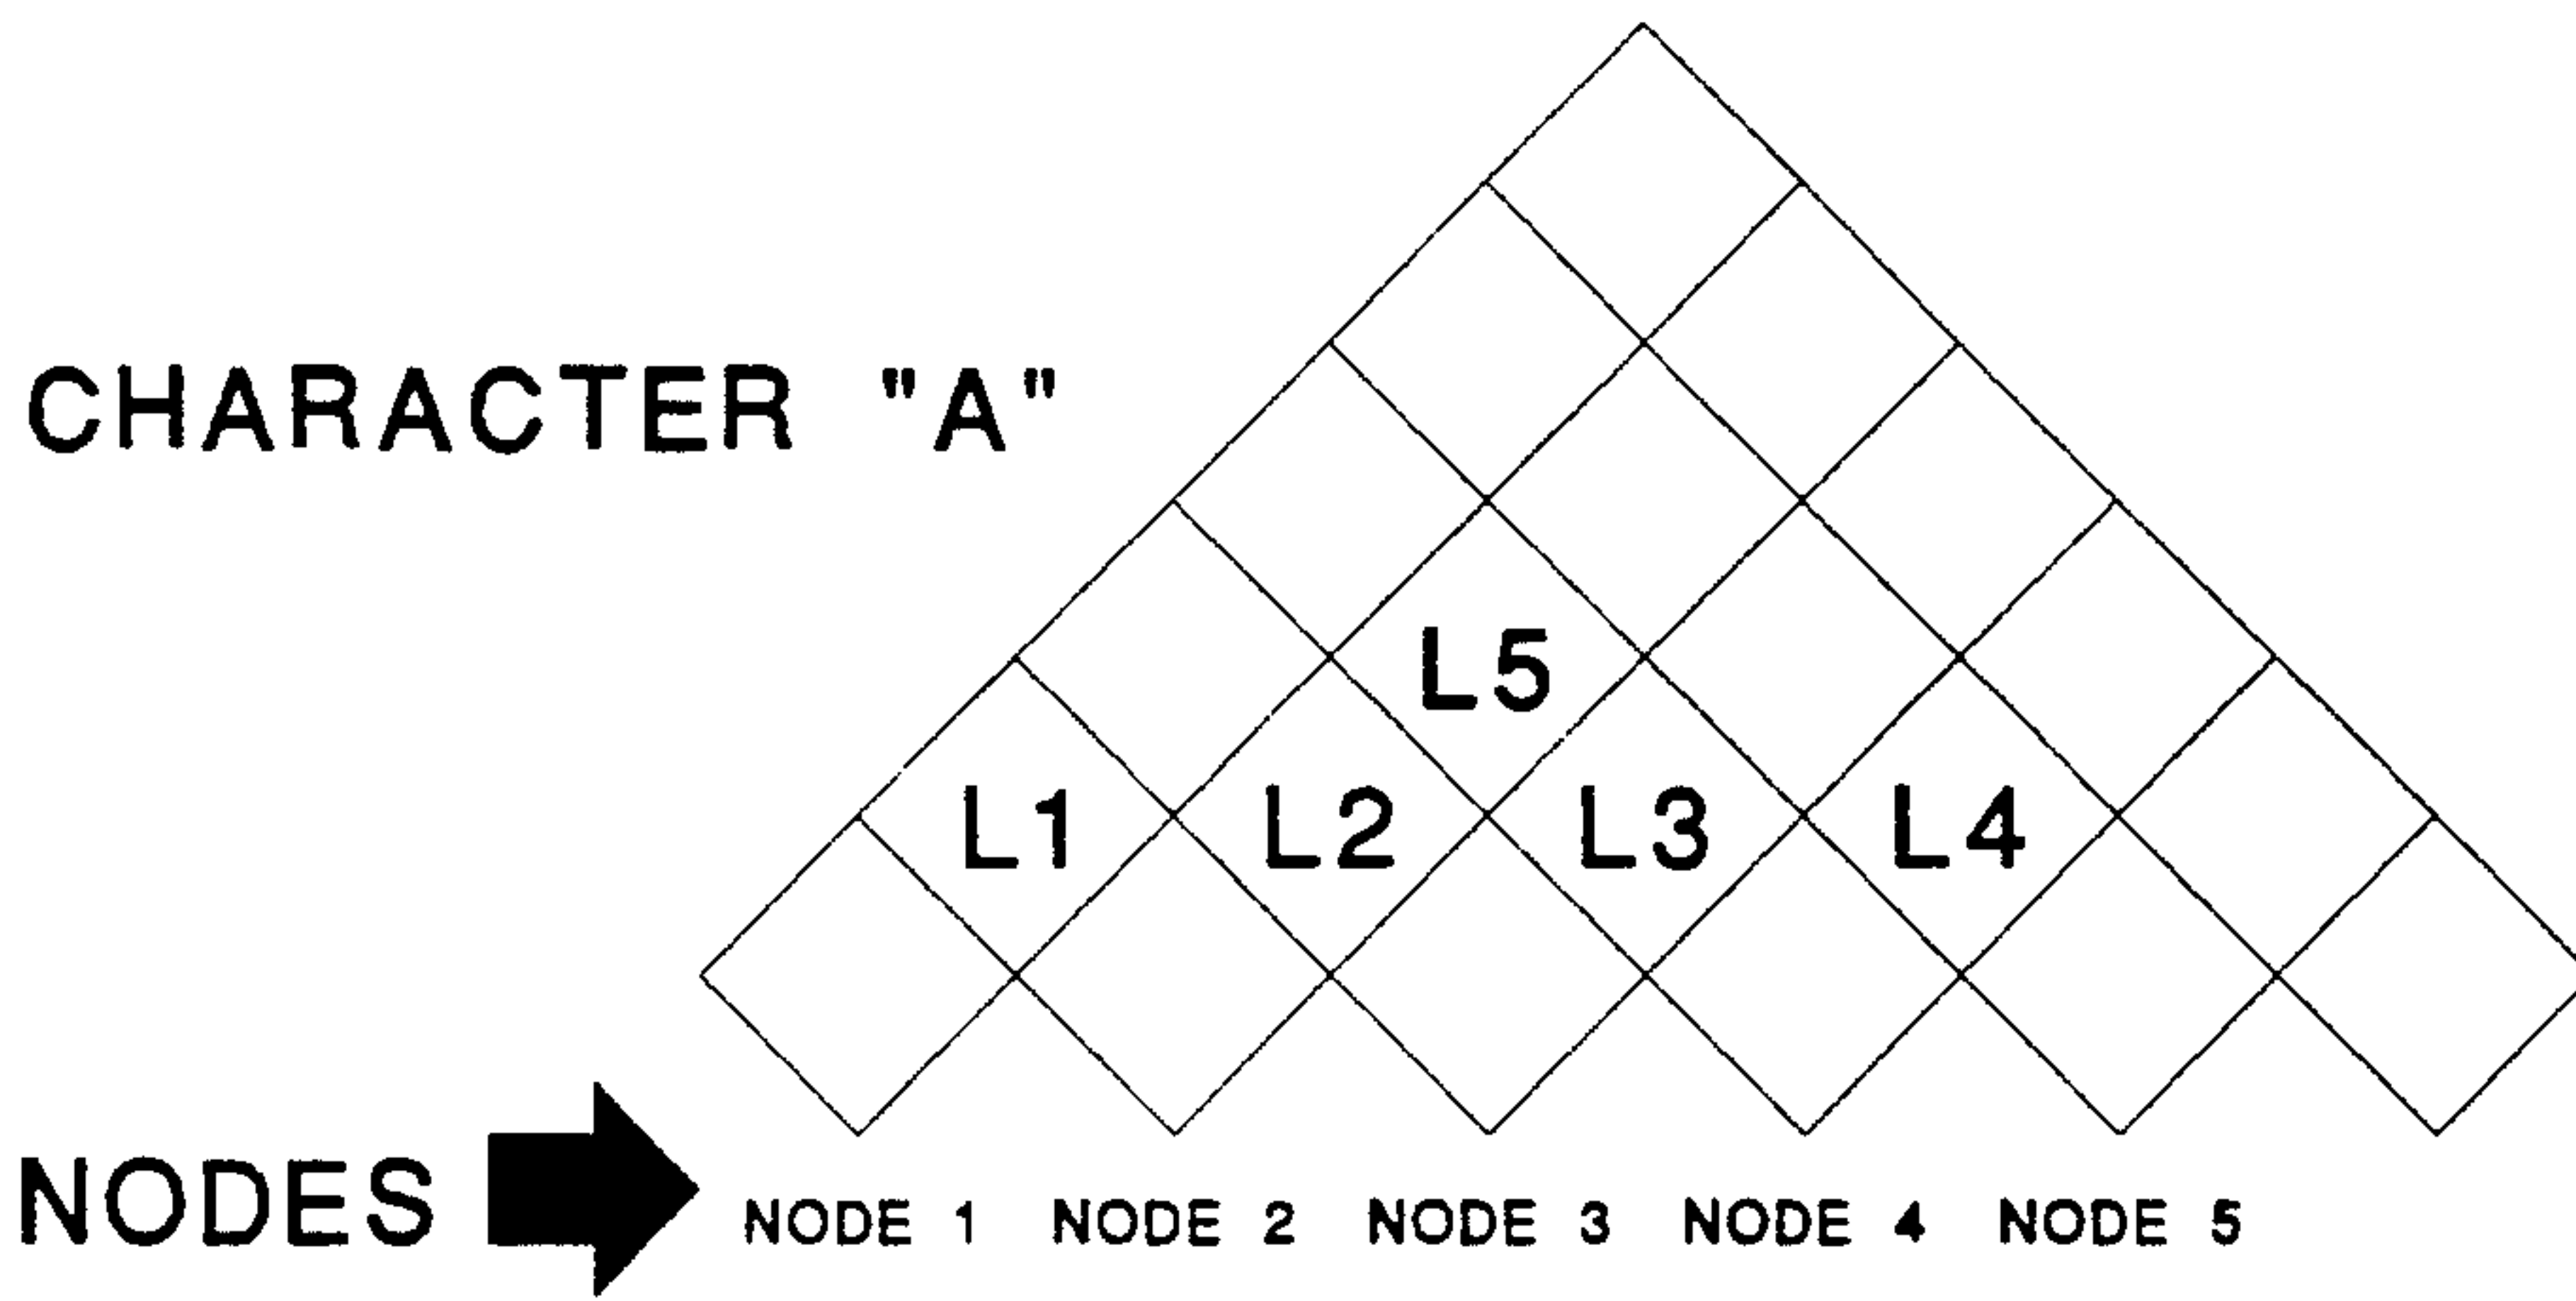 CHARACTER "A"
L5
L1 L2 L3 L4
NODES
NODE 1 NODE 2 NODE 3 NODE 4 NODE 5